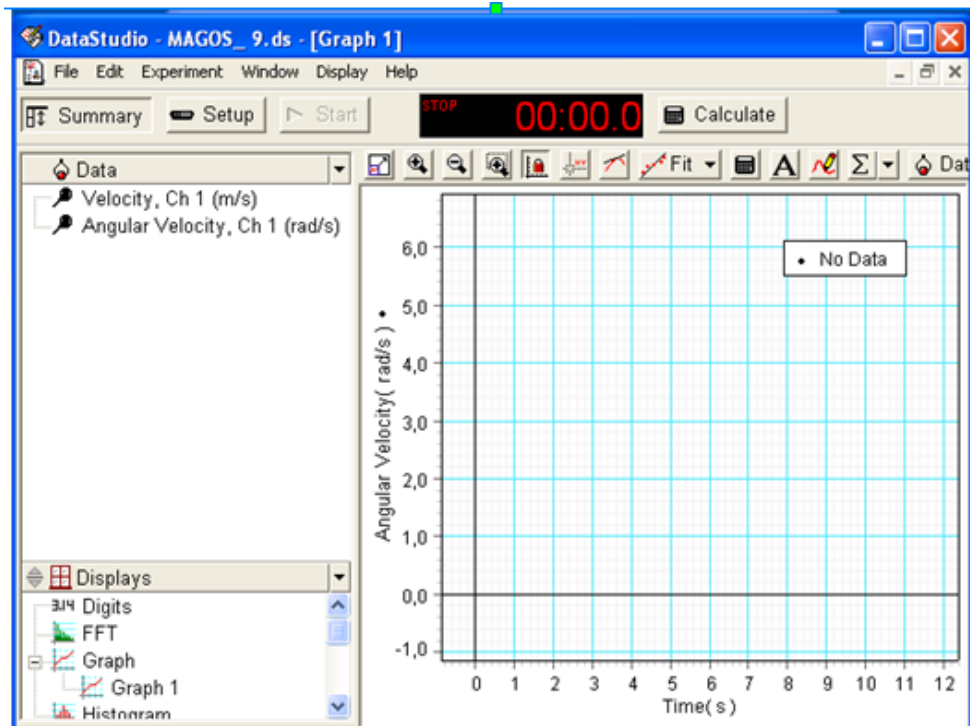 DataStudio - MAGOS_ 9.ds - [Graph 1]
File Edit Experiment Window Display Help
Summary Setup Start STOP 00:00.0 Calculate
Data
Velocity, Ch 1 (m/s)
Angular Velocity, Ch 1 (rad/s)
Displays
3.14 Digits
FFT
Graph
Graph 1
Histogram
Fit A Σ Dat
No Data
Angular Velocity( rad/s )
6,0
5,0
4,0
3,0
2,0
1,0
0,0
-1,0
0 1 2 3 4 5 6 7 8 9 10 11 12
Time( s )